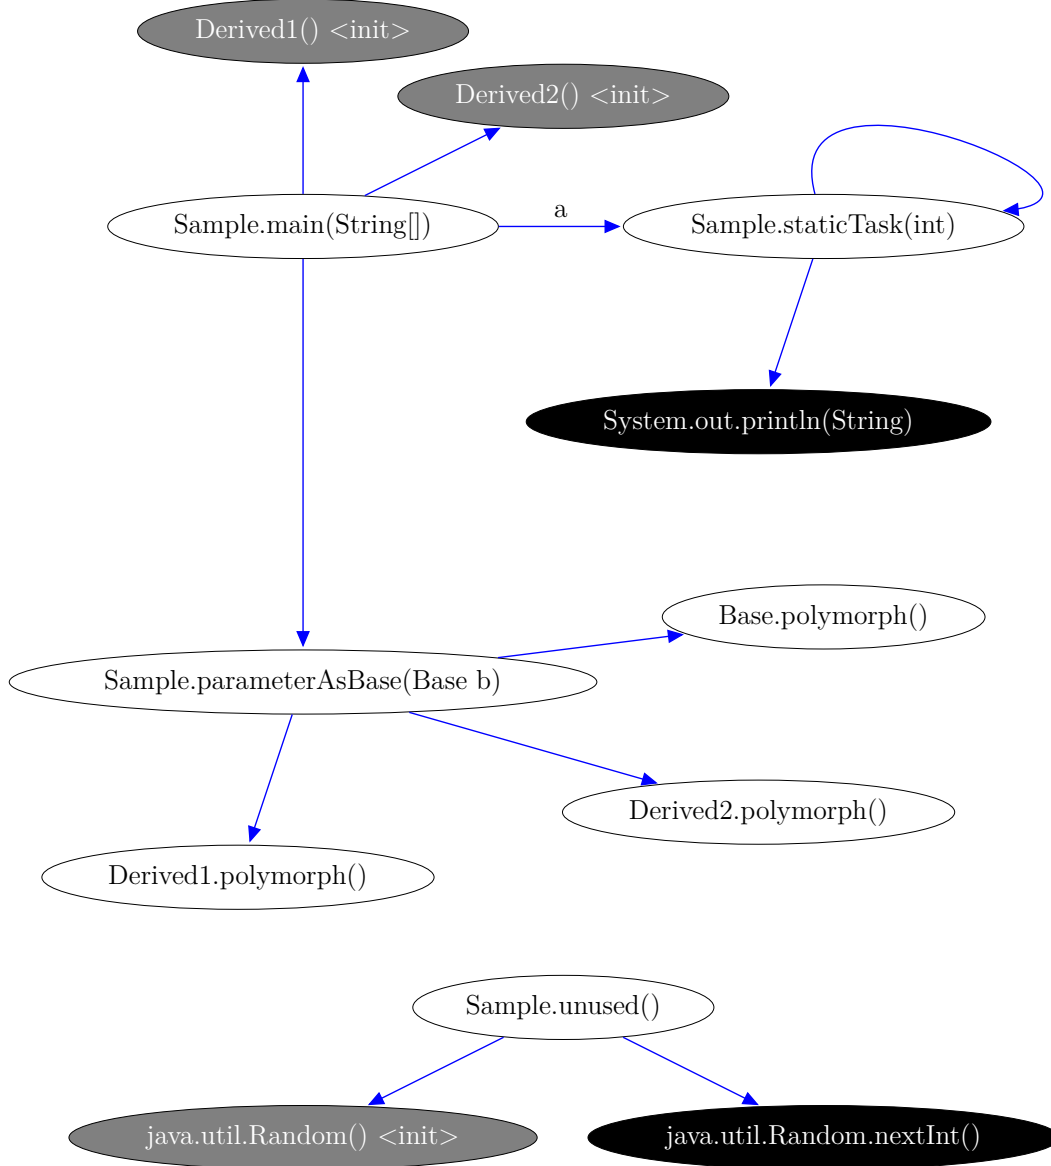 Derived1() <init>
Derived2() <init>
Sample.main(String[])
a
Sample.staticTask(int)
System.out.println(String)
Base.polymorph()
Sample.parameterAsBase(Base b)
Derived2.polymorph()
Derived1.polymorph()
Sample.unused()
java.util.Random() <init>
java.util.Random.nextInt()